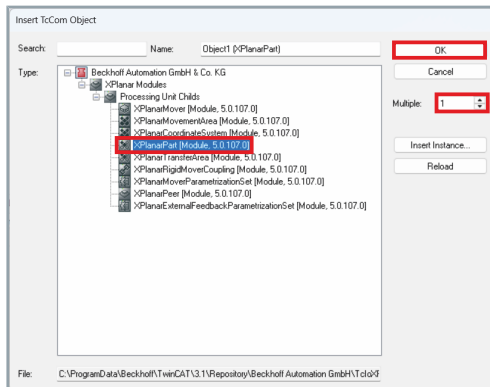 Insert TcCom Object
Search:
Name:
Object1 (XPlanarPart)
OK
Type:
Beckhoff Automation GmbH & Co. KG
Cancel
XPlanar Modules
Processing Unit Childs
Multiple:
1
XPlanarMover [Module, 5.0.107.0]
XPlanarMovementArea [Module, 5.0.107.0]
XPlanarCoordinateSystem [Module, 5.0.107.0]
XPlanarPart [Module, 5.0.107.0]
Insert Instance...
XPlanarTransferArea [Module, 5.0.107.0]
XPlanarRigidMoverCoupling [Module, 5.0.107.0]
Reload
XPlanarMoverParametrizationSet [Module, 5.0.107.0]
XPlanarPeer [Module, 5.0.107.0]
XPlanarExternalFeedbackParametrizationSet [Module, 5.0.107.0]
File:
C:\ProgramData\Beckhoff\TwinCAT\3.1\Repository\Beckhoff Automation GmbH\TcIoXF